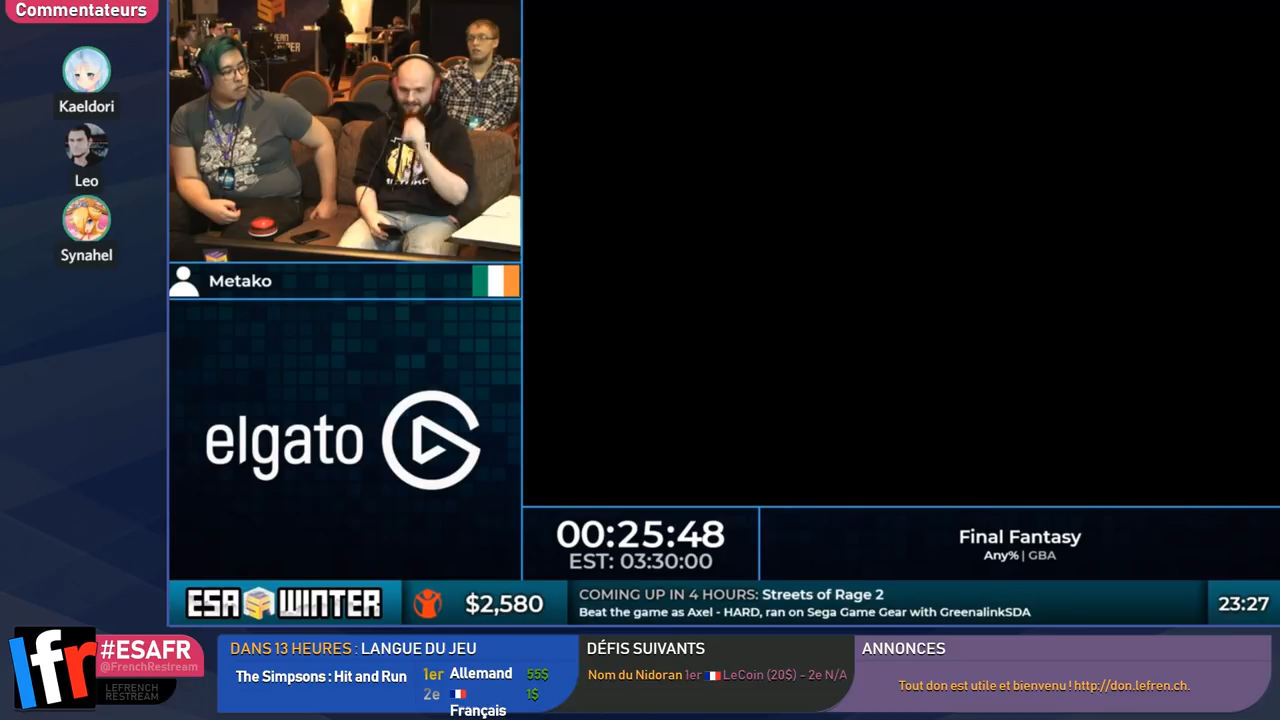 Commentateurs
Kaeldori
Leo
Synahel
Metako
elgato
00:25:48
EST: 03:30:00
Final Fantasy
Any% | GBA
ESA WINTER
$2,580
COMING UP IN 4 HOURS: Streets of Rage 2
Beat the game as Axel - HARD, ran on Sega Game Gear with GreenalinkSDA
23:27
lfr
#ESAFR
@FrenchRestream
LEFRENCH
RESTREAM
DANS 13 HEURES : LANGUE DU JEU
The Simpsons : Hit and Run
1er Allemand 55$
2e Français 1$
DÉFIS SUIVANTS
Nom du Nidoran 1er LeCoin (20$) - 2e N/A
ANNONCES
Tout don est utile et bienvenu ! http://don.lefren.ch.